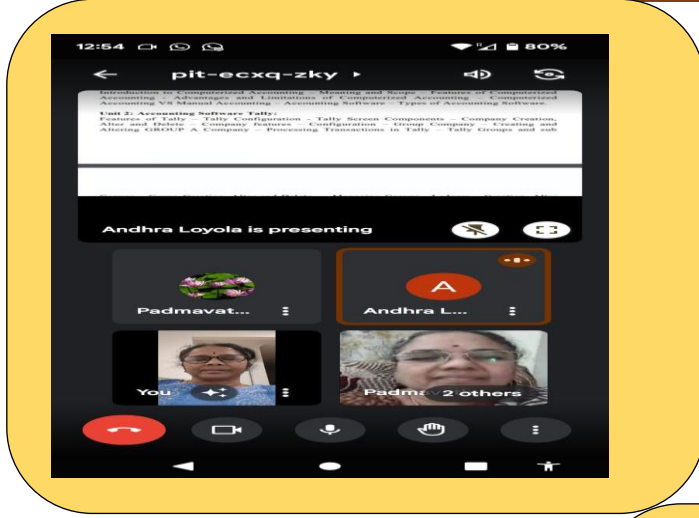 12:54 80%
pit-ecxq-zky
Introduction to Computerized Accounting – Meaning and Scope – Features of Computerized
Accounting - Advantages and Limitations of Computerized Accounting – Computerized
Accounting VS Manual Accounting – Accounting Software – Types of Accounting Software.
Unit 2: Accounting Software Tally:
Features of Tally – Tally Configuration - Tally Screen Components – Company Creation,
Alter and Delete – Company features – Configuration – Group Company – Creating and
Altering GROUP A Company – Processing Transactions in Tally – Tally Groups and sub
Andhra Loyola is presenting
A
Padmavat...
Andhra L...
You
2 others